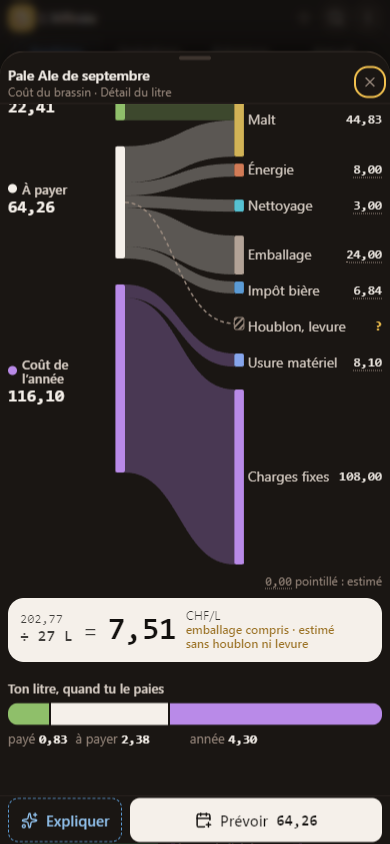 Pale Ale de septembre
Coût du brassin · Détail du litre
22,41
Malt 44,83
Énergie 8,00
À payer
64,26
Nettoyage 3,00
Emballage 24,00
Impôt bière 6,84
Houblon, levure ?
Usure matériel 8,10
Coût de
l'année
116,10
Charges fixes 108,00
0,00 pointillé : estimé
202,77
÷ 27 L = 7,51 CHF/L
emballage compris · estimé
sans houblon ni levure
Ton litre, quand tu le paies
payé 0,83 à payer 2,38 année 4,30
Expliquer
Prévoir 64,26